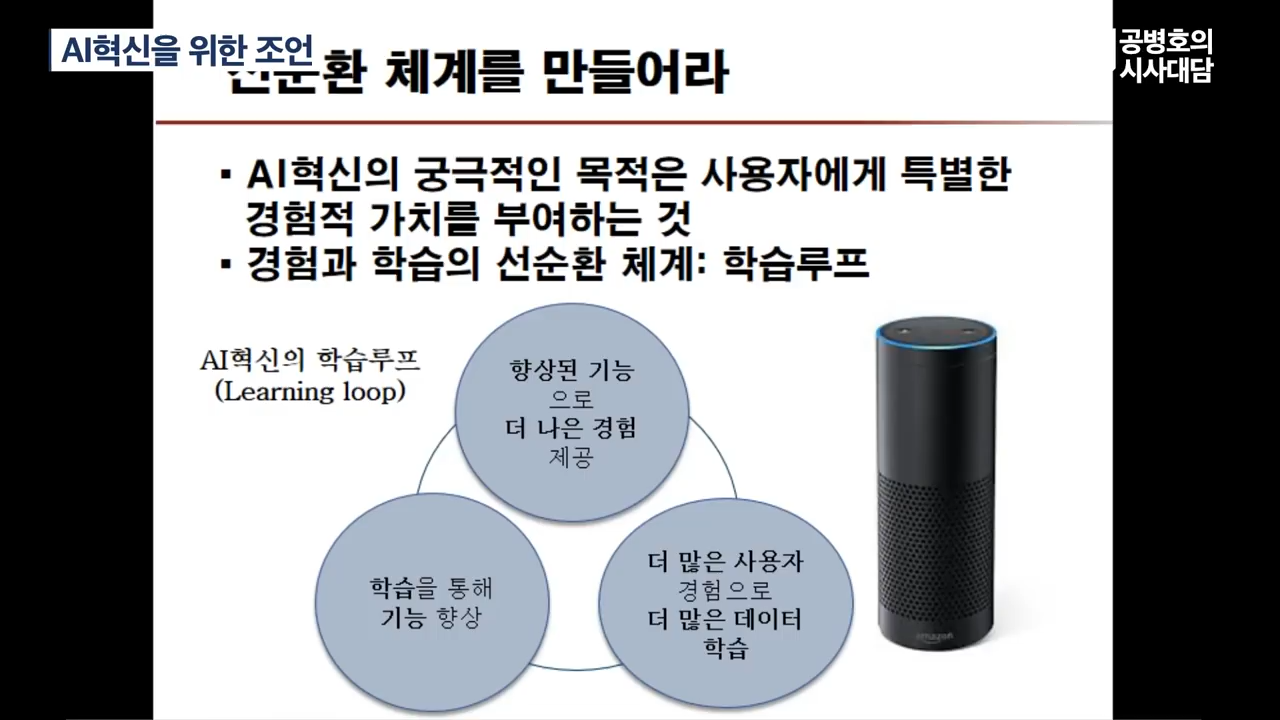 AI혁신을 위한 조언
공병호의
시사대담
체계를 만들어라
▪ AI혁신의 궁극적인 목적은 사용자에게 특별한
경험적 가치를 부여하는 것
▪ 경험과 학습의 선순환 체계: 학습루프
AI혁신의 학습루프
(Learning loop)
향상된 기능
으로
더 나은 경험
제공
학습을 통해
기능 향상
더 많은 사용자
경험으로
더 많은 데이터
학습
amazon